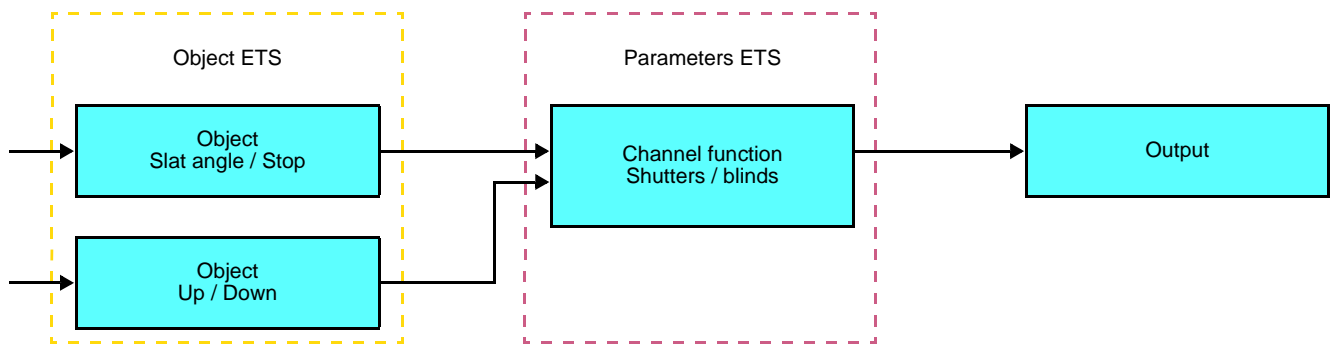 Object ETS
Object
Slat angle / Stop
Object
Up / Down
Parameters ETS
Channel function
Shutters / blinds
Output